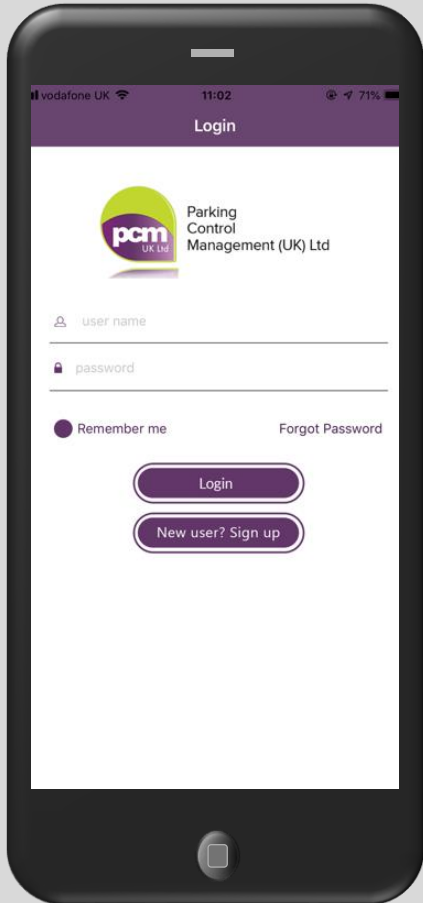 vodafone UK 11:02 71%
Login
pcm
UK Ltd
Parking
Control
Management (UK) Ltd
user name
password
Remember me Forgot Password
Login
New user? Sign up